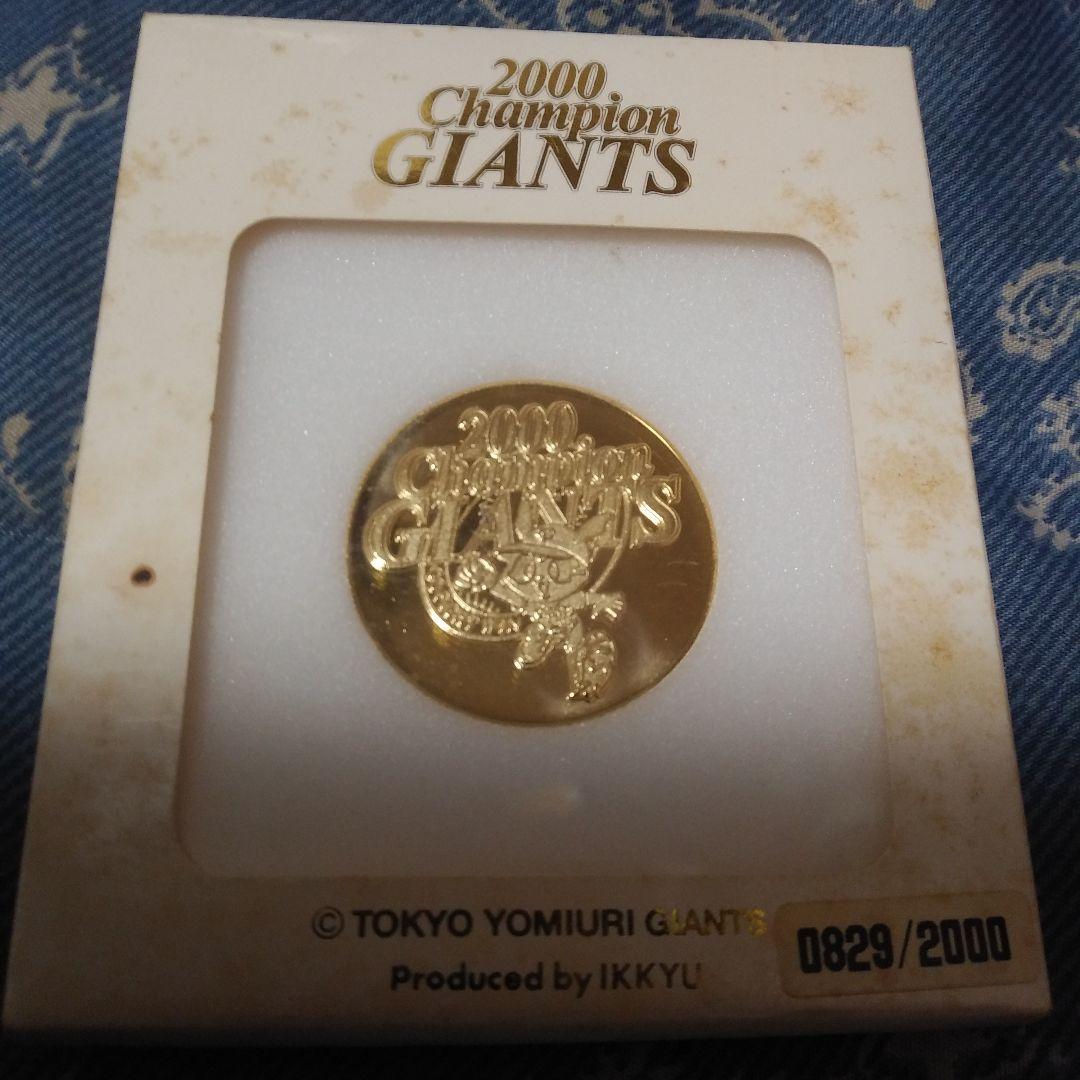 2000
Champion
GIANTS
2000
Champion
GIANTS
© TOKYO YOMIURI GIANTS
Produced by IKKYU
0829/2000